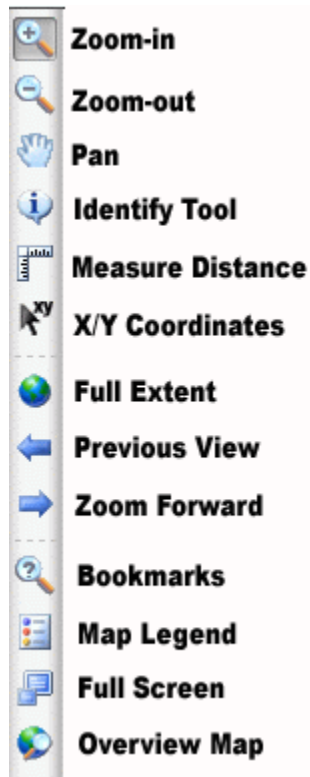 Zoom-in
Zoom-out
Pan
Identify Tool
Measure Distance
xy X/Y Coordinates
Full Extent
Previous View
Zoom Forward
Bookmarks
Map Legend
Full Screen
Overview Map